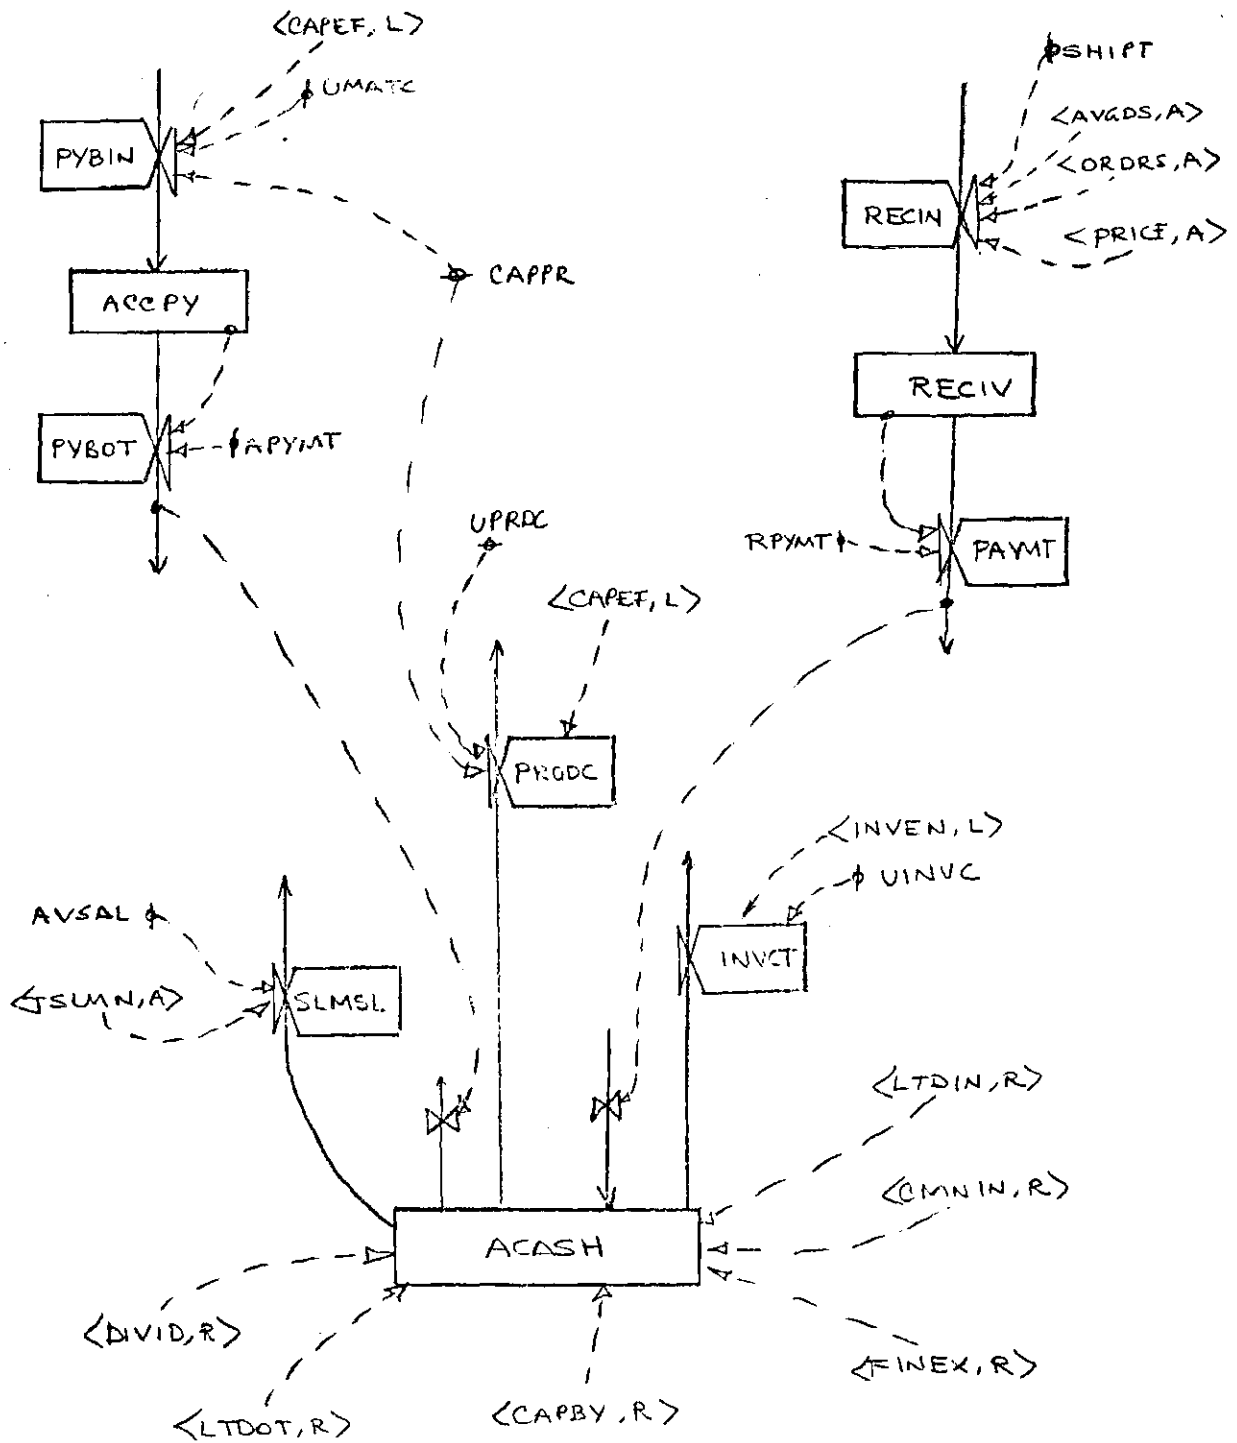 <CAPEF, L>
UMATC
PYBIN
ACCPY
PYBOT
APYMT
CAPPR
SHIPT
<AVGDS, A>
<ORDRS, A>
<PRICE, A>
RECIN
RECIV
RPYMT
PAYMT
UPRDC
<CAPEF, L>
PRODC
<INVEN, L>
UINVC
INVCT
AVSAL
<TSLMN, A>
SLMSL
<LTDIN, R>
<CMNIN, R>
ACASH
<DIVID, R>
<FINEX, R>
<LTDOT, R>
<CAPBY, R>